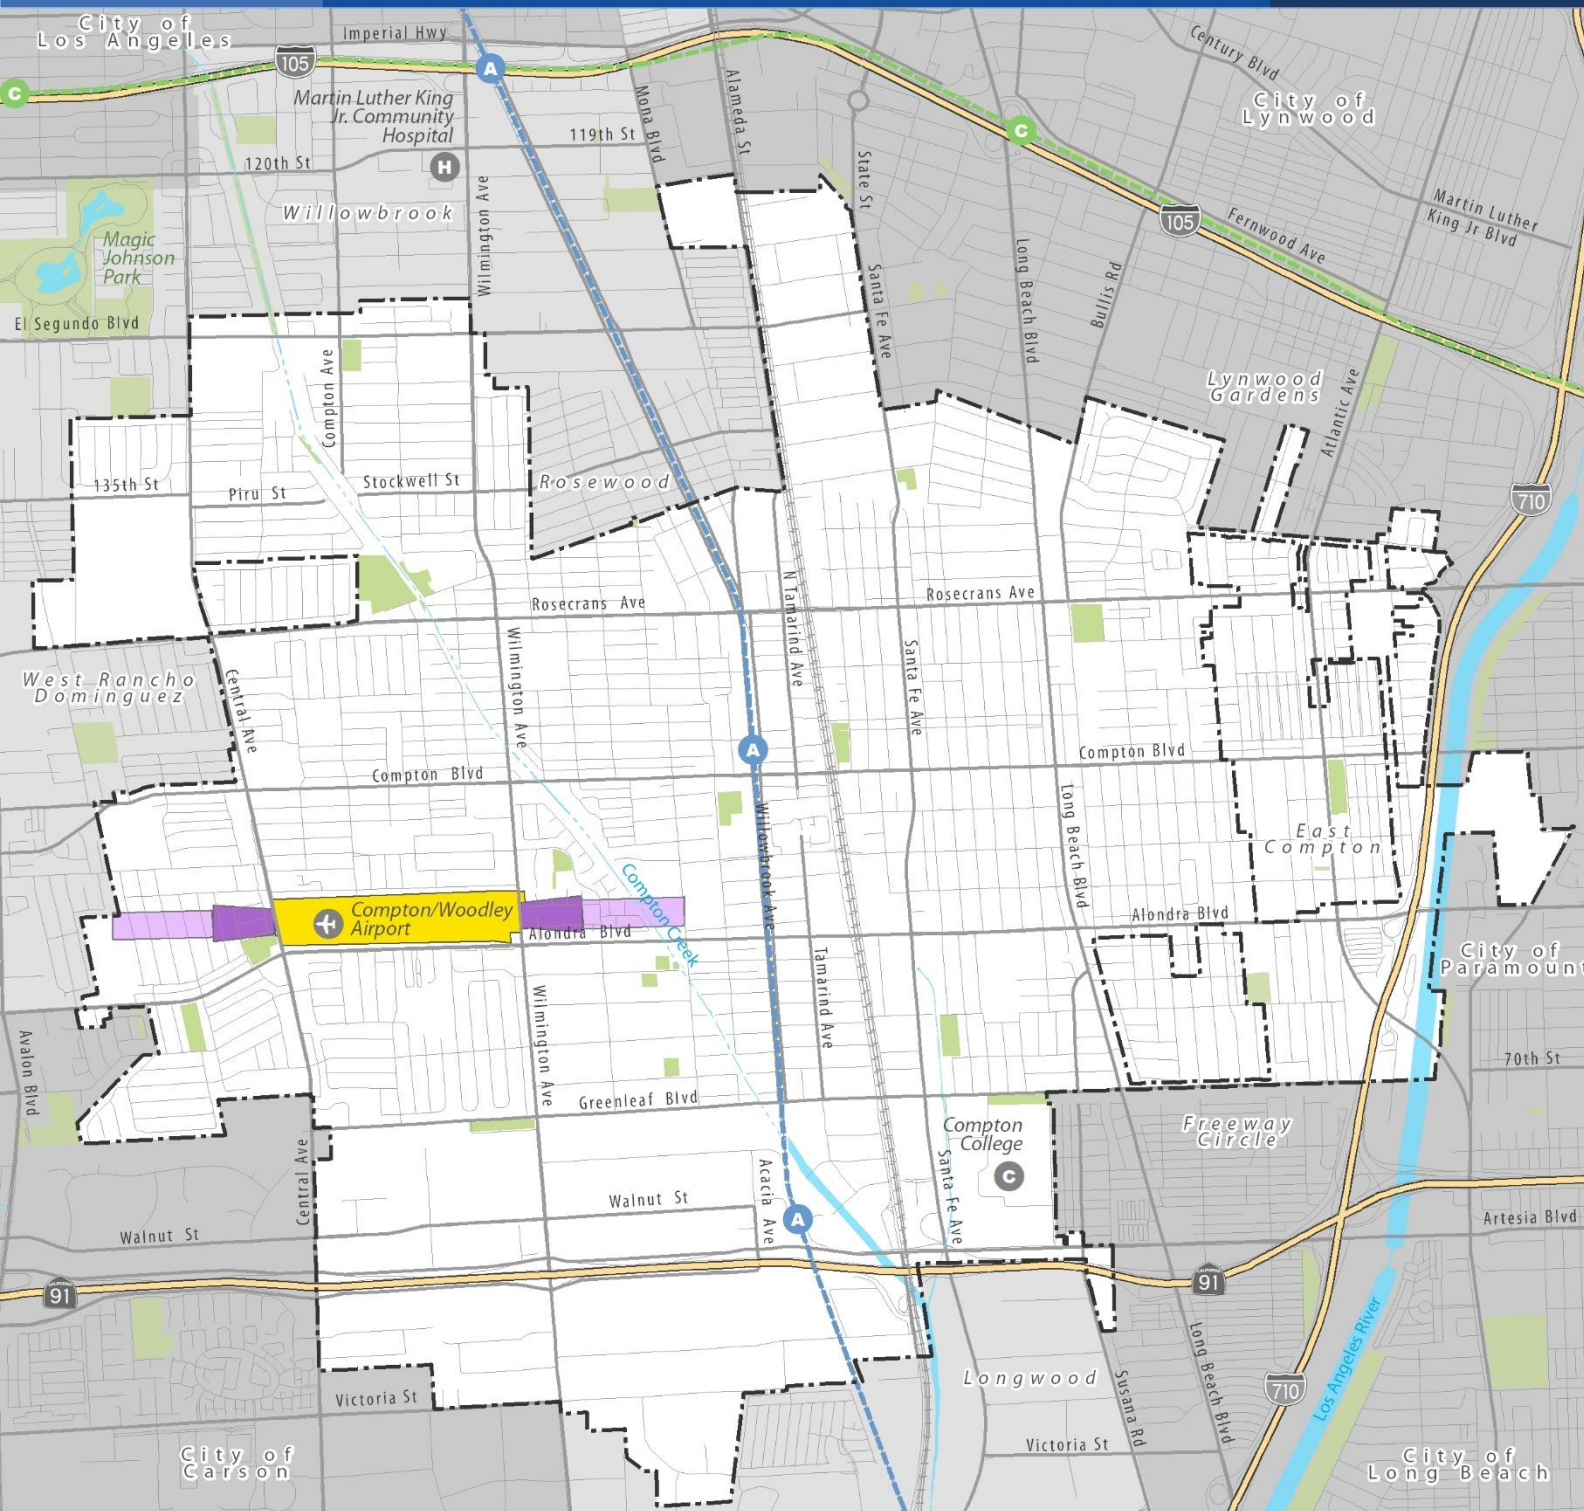 City of
Los Angeles
Imperial Hwy
105
A
C
Century Blvd
City of
Lynwood
Martin Luther King
Jr. Community
Hospital
H
Mona Blvd
Alameda St
119th St
120th St
C
State St
Willowbrook
Wilmington Ave
105
Fernwood Ave
Martin Luther
King Jr Blvd
Magic
Johnson
Park
Santa Fe Ave
Long Beach Blvd
Bullis Rd
El Segundo Blvd
Compton Ave
Lynwood
Gardens
Atlantic Ave
135th St
Piru St
Stockwell St
Rosewood
710
Rosecrans Ave
N Tamarind Ave
Rosecrans Ave
West Rancho
Dominguez
Central Ave
Wilmington Ave
Santa Fe Ave
A
Compton Blvd
Compton Blvd
Willowbrook Ave
Long Beach Blvd
East
Compton
Compton/Woodley
Airport
Compton Creek
Alondra Blvd
Alondra Blvd
City of
Paramount
Tamarind Ave
Wilmington Ave
Avalon Blvd
70th St
Greenleaf Blvd
Compton
College
C
Freeway
Circle
Central Ave
Acacia Ave
Santa Fe Ave
Walnut St
Walnut St
A
Artesia Blvd
91
91
Los Angeles River
Long Beach Blvd
Susana Rd
Longwood
710
Victoria St
Victoria St
City of
Carson
City of
Long Beach